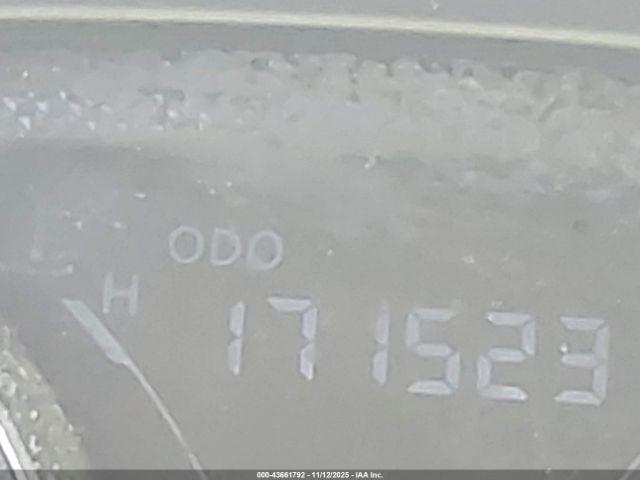 ODO
H
171523
000-43661792 - 11/12/2025 - IAA Inc.